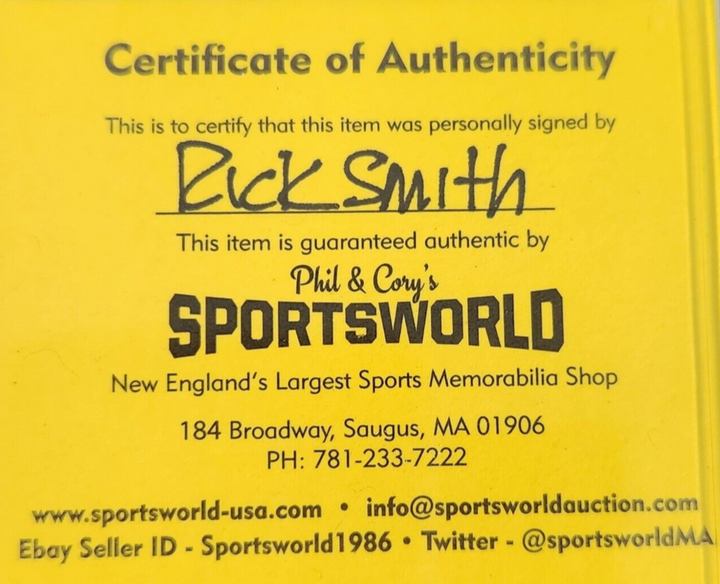 Certificate of Authenticity
This is to certify that this item was personally signed by
Rick Smith
This item is guaranteed authentic by
Phil & Cory's
SPORTSWORLD
New England's Largest Sports Memorabilia Shop
184 Broadway, Saugus, MA 01906
PH: 781-233-7222
www.sportsworld-usa.com • info@sportsworldauction.com
Ebay Seller ID - Sportsworld1986 • Twitter - @sportsworldMA